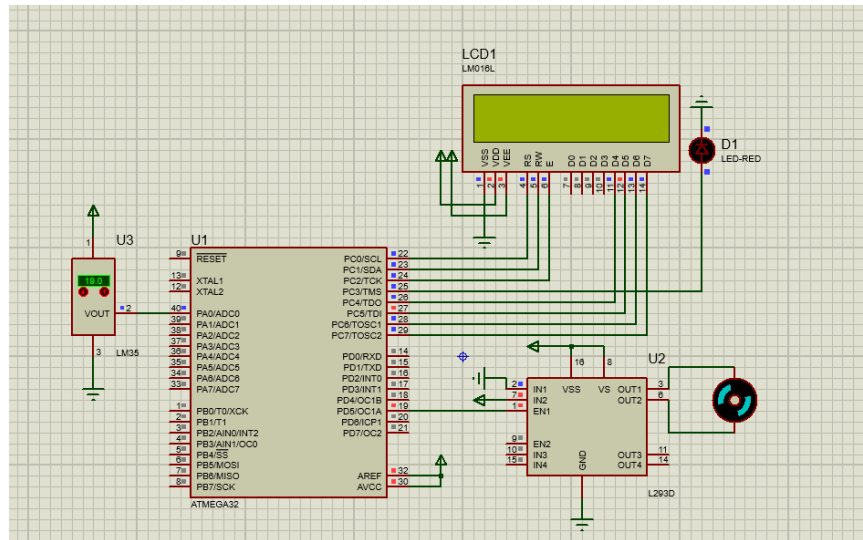 LCD1
LM016L
D1
LED-RED
VSS VDD VEE RS RW E D0 D1 D2 D3 D4 D5 D6 D7
1 2 3 4 5 6 7 8 9 10 11 12 13 14
U3
1
19.0
VOUT 2
3
LM35
U1
9 RESET PC0/SCL 22
PC1/SDA 23
13 XTAL1 PC2/TCK 24
12 XTAL2 PC3/TMS 25
PC4/TDO 26
40 PA0/ADC0 PC5/TDI 27
39 PA1/ADC1 PC6/TOSC1 28
38 PA2/ADC2 PC7/TOSC2 29
37 PA3/ADC3
36 PA4/ADC4 PD0/RXD 14
35 PA5/ADC5 PD1/TXD 15
34 PA6/ADC6 PD2/INT0 16
33 PA7/ADC7 PD3/INT1 17
PD4/OC1B 18
1 PB0/T0/XCK PD5/OC1A 19
2 PB1/T1 PD6/ICP1 20
3 PB2/AIN0/INT2 PD7/OC2 21
4 PB3/AIN1/OC0
5 PB4/SS
6 PB5/MOSI
7 PB6/MISO AREF 32
8 PB7/SCK AVCC 30
ATMEGA32
U2
16 8
2 IN1 VSS VS OUT1 3
7 IN2 OUT2 6
1 EN1
9 EN2
10 IN3 OUT3 11
15 IN4 GND OUT4 14
L293D